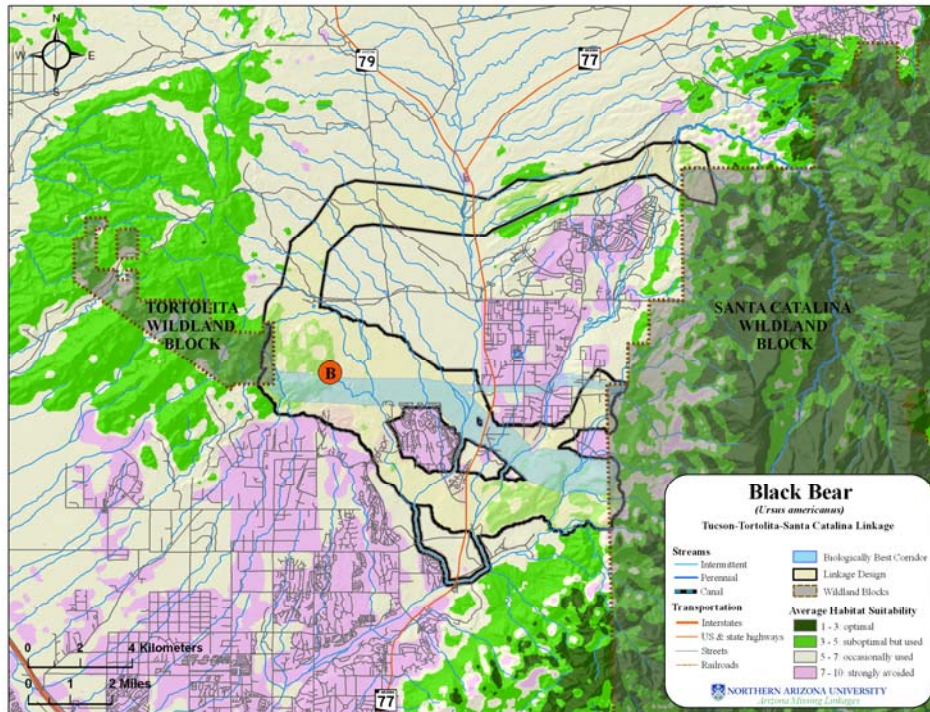 N
W E
S
79
77
TORTOLITA
WILDLAND
BLOCK
SANTA CATALINA
WILDLAND
BLOCK
B
0 2 4 Kilometers
0 1 2 Miles
77
Black Bear
(Ursus americanus)
Tucson-Tortolita-Santa Catalina Linkage
Streams
Intermittent
Perennial
Canal
Transportation
Interstates
US & state highways
Streets
Railroads
Biologically Best Corridor
Linkage Design
Wildland Blocks
Average Habitat Suitability
1 - 3: optimal
3 - 5: suboptimal but used
5 - 7: occasionally used
7 - 10: strongly avoided
NORTHERN ARIZONA UNIVERSITY
Arizona Missing Linkages